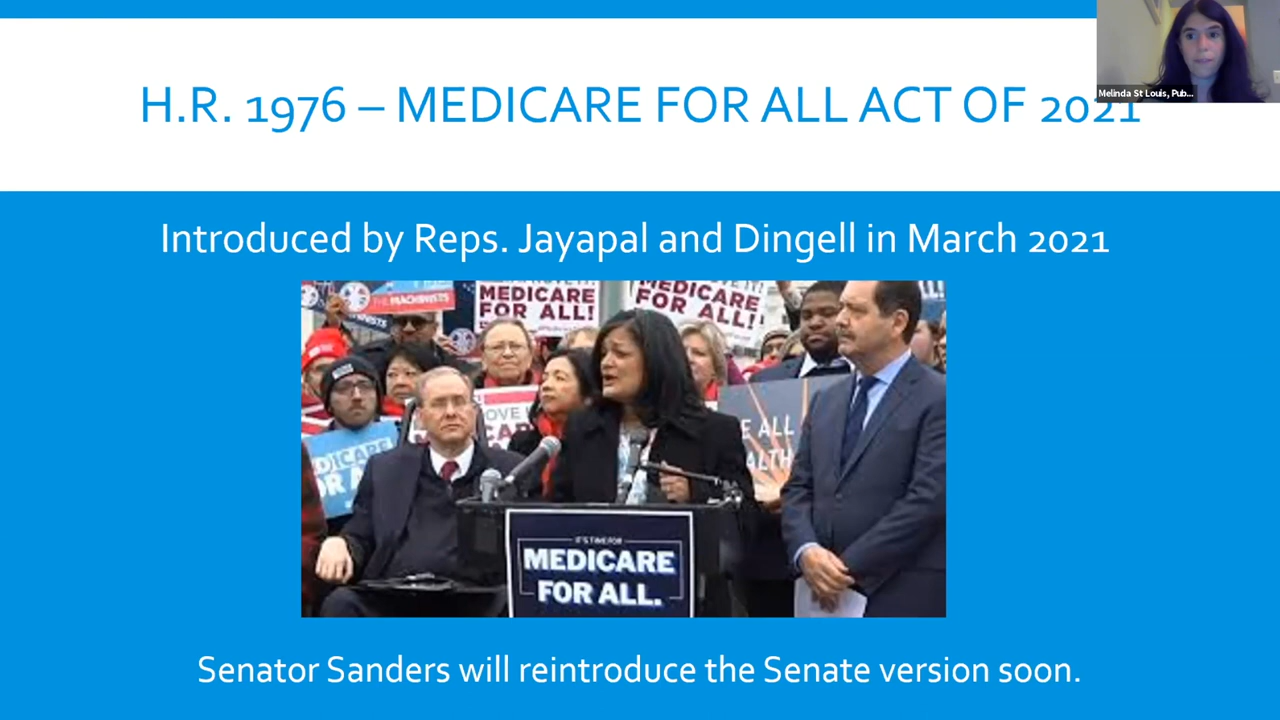 H.R. 1976 – MEDICARE FOR ALL ACT OF 2021
Melinda St Louis, Pub...
Introduced by Reps. Jayapal and Dingell in March 2021
THE MACHINISTS
MEDICARE
FOR ALL!
MEDICARE
FOR ALL!
IT'S TIME FOR
MEDICARE
FOR ALL.
Senator Sanders will reintroduce the Senate version soon.